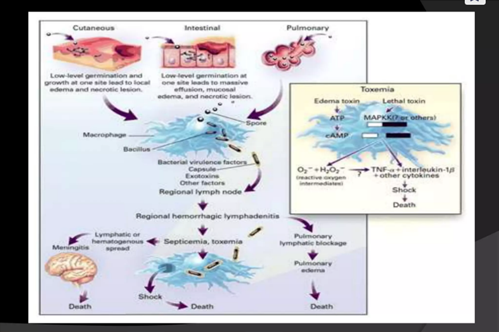 Cutaneous
Intestinal
Pulmonary
Low-level germination and
growth at one site lead to local
edema and necrotic lesion.
Low-level germination at
one site leads to massive
effusion, mucosal
edema, and necrotic lesion.
Spore
Macrophage
Bacillus
Bacterial virulence factors
Capsule
Exotoxins
Other factors
Regional lymph node
Regional hemorrhagic lymphadenitis
Lymphatic or
hematogenous
spread
Meningitis
Septicemia, toxemia
Pulmonary
lymphatic blockage
Pulmonary
edema
Death
Shock
Death
Death
Toxemia
Edema toxin
Lethal toxin
ATP
MAPKK(? or others)
cAMP
O₂⁻+H₂O₂⁻
(reactive oxygen
intermediates)
TNF-α+interleukin-1β
+other cytokines
Shock
Death